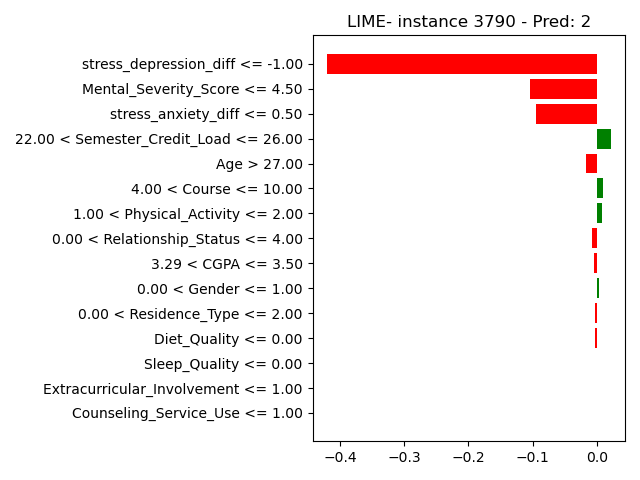 LIME- instance 3790 - Pred: 2
stress_depression_diff <= -1.00
Mental_Severity_Score <= 4.50
stress_anxiety_diff <= 0.50
22.00 < Semester_Credit_Load <= 26.00
Age > 27.00
4.00 < Course <= 10.00
1.00 < Physical_Activity <= 2.00
0.00 < Relationship_Status <= 4.00
3.29 < CGPA <= 3.50
0.00 < Gender <= 1.00
0.00 < Residence_Type <= 2.00
Diet_Quality <= 0.00
Sleep_Quality <= 0.00
Extracurricular_Involvement <= 1.00
Counseling_Service_Use <= 1.00
−0.4 −0.3 −0.2 −0.1 0.0